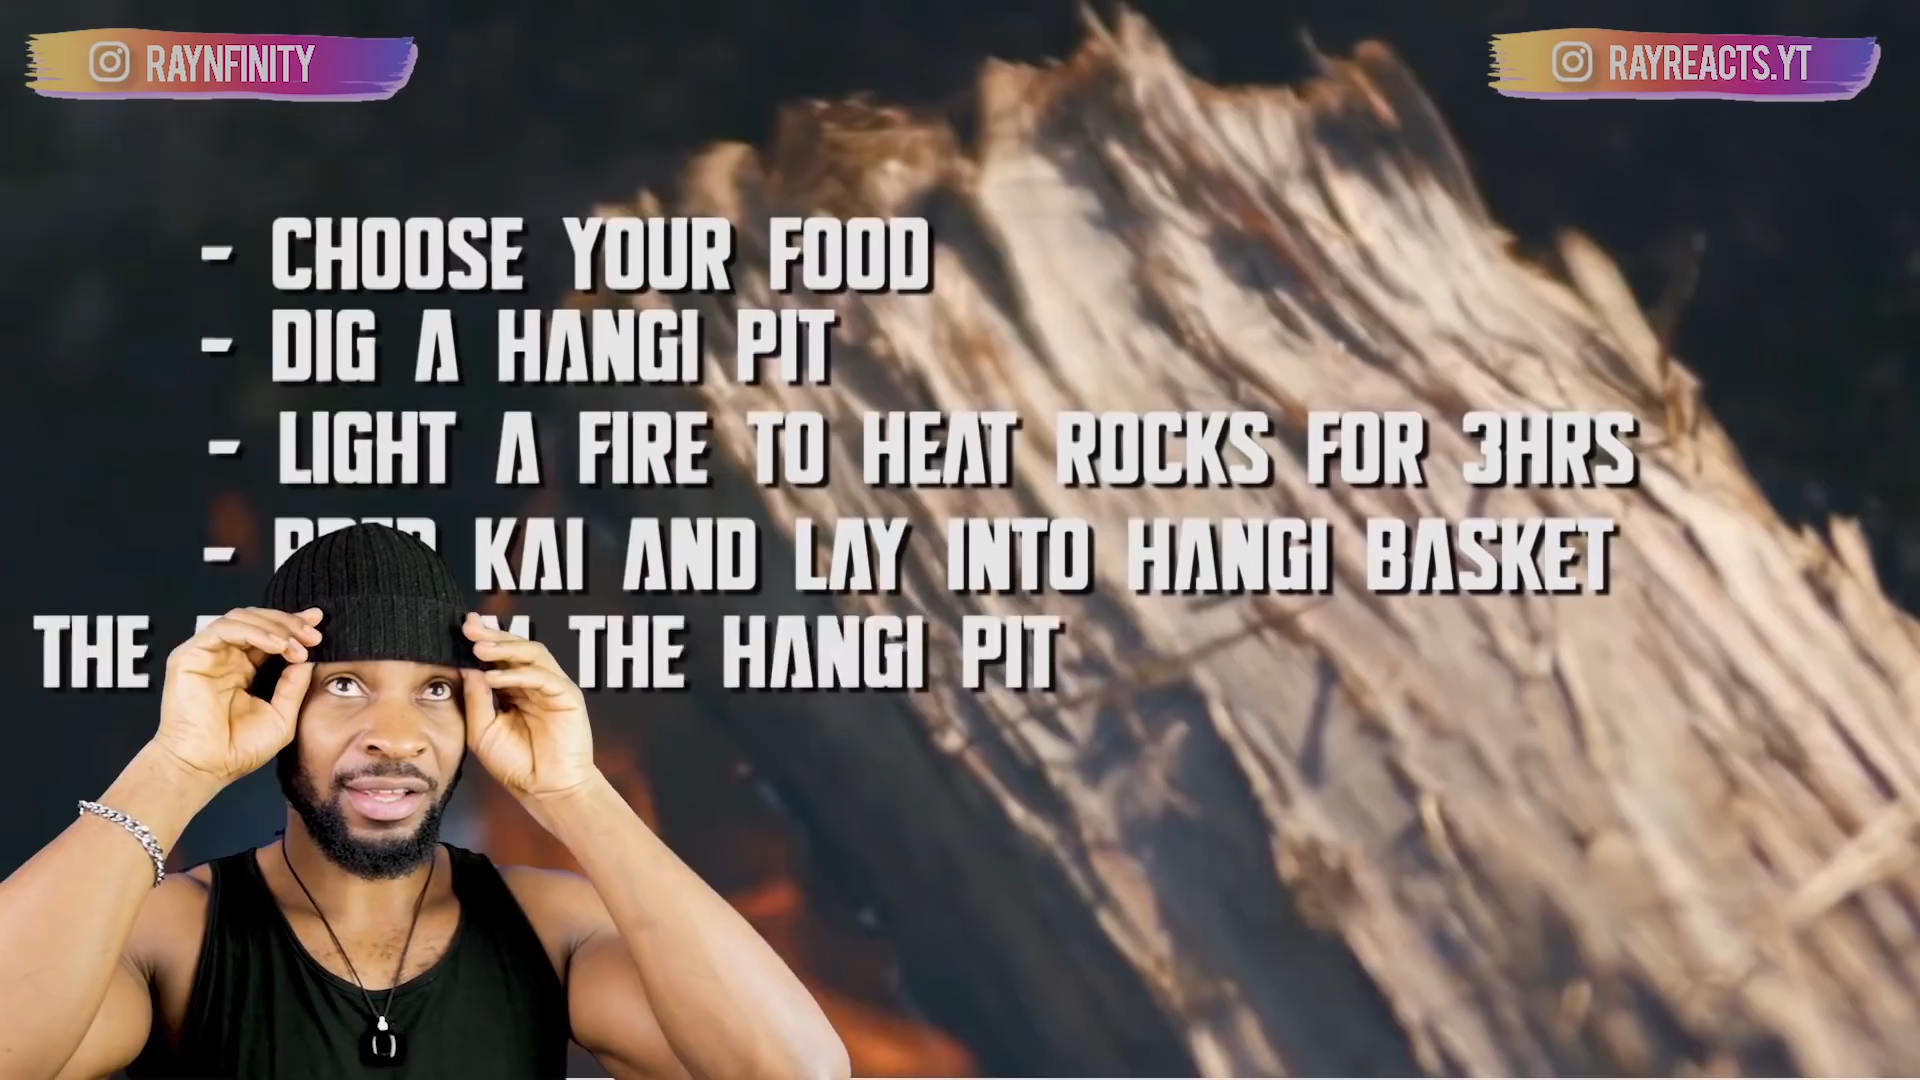 RAYNFINITY
RAYREACTS.YT
- CHOOSE YOUR FOOD
- DIG A HANGI PIT
- LIGHT A FIRE TO HEAT ROCKS FOR 3HRS
- KAI AND LAY INTO HANGI BASKET
THE THE HANGI PIT